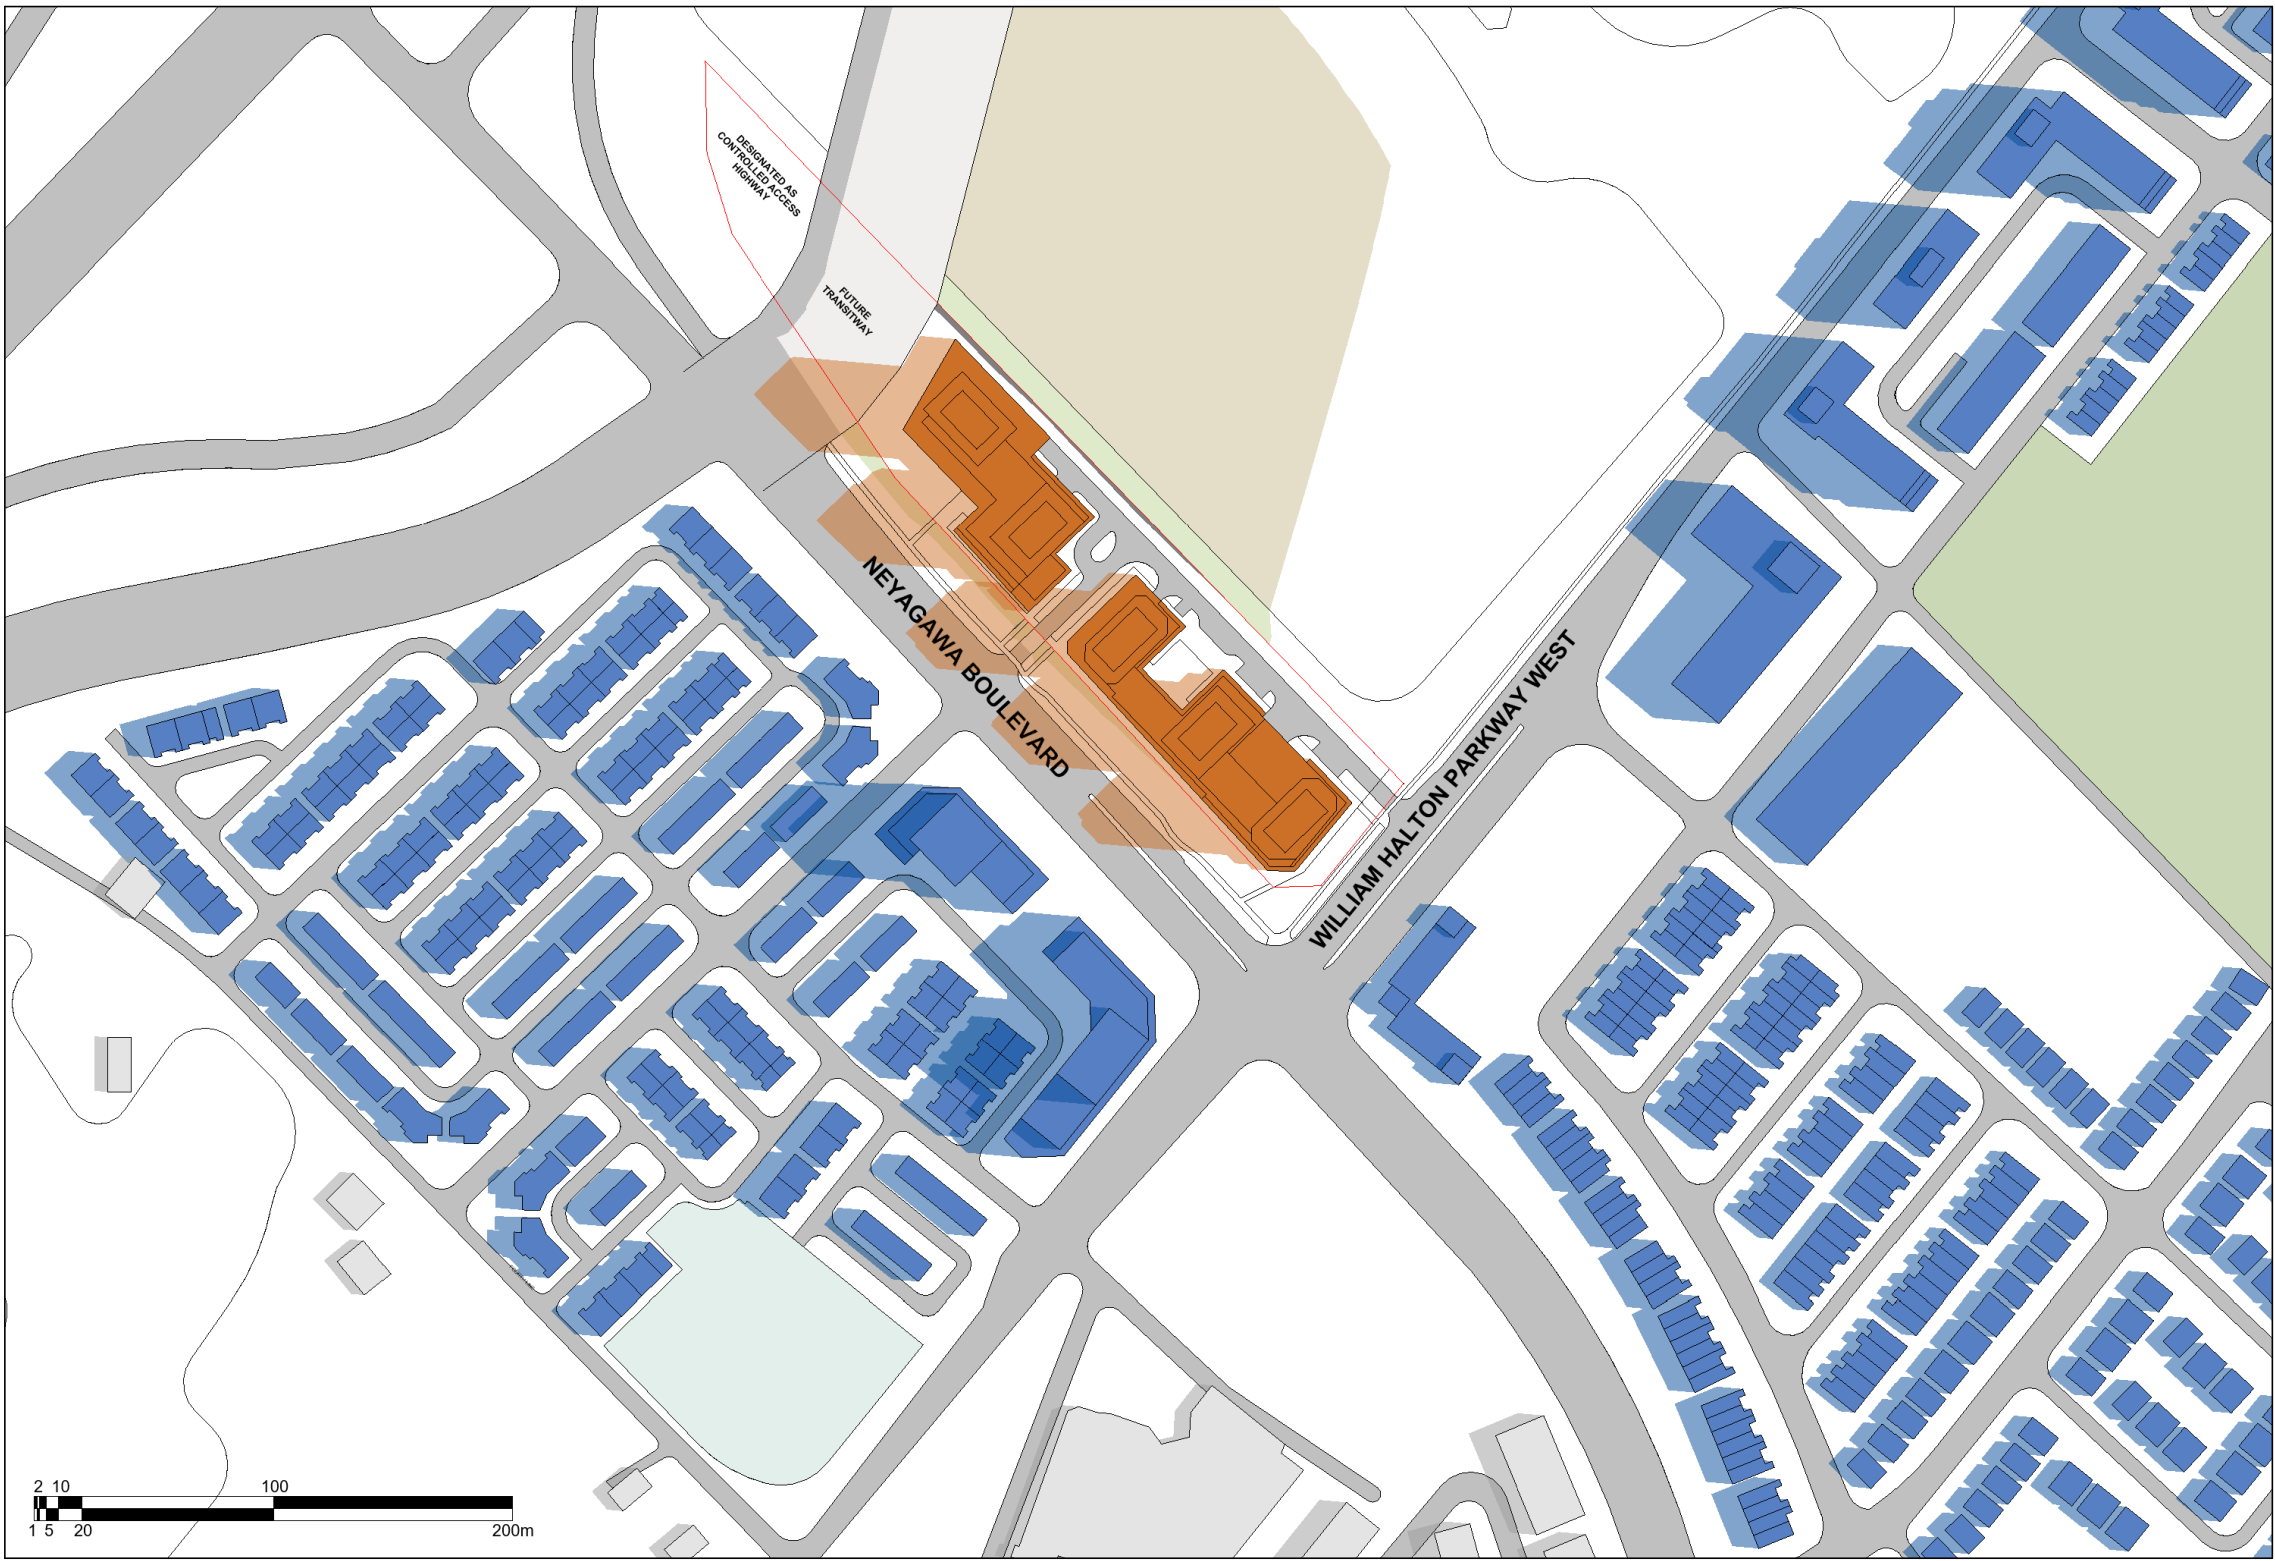 DESIGNATED AS
CONTROLLED ACCESS
HIGHWAY
FUTURE
TRANSITWAY
NEYAGAWA BOULEVARD
WILLIAM HALTON PARKWAY WEST
2 10 100
1 5 20 200m